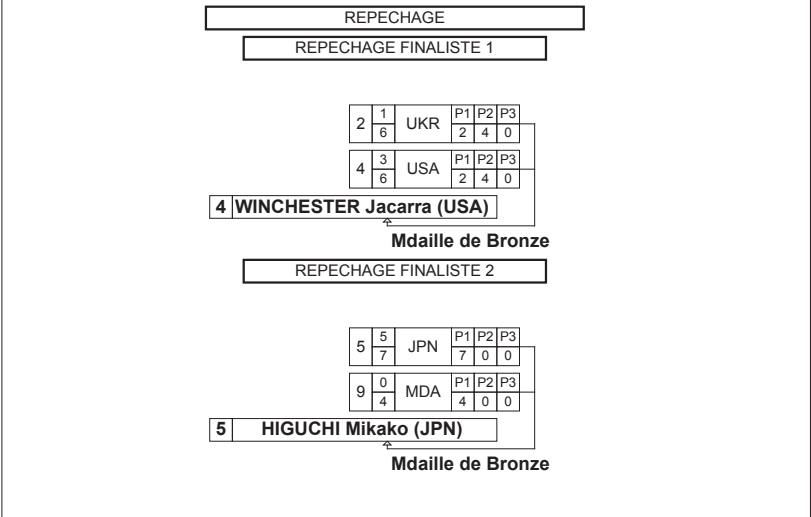 REPECHAGE
REPECHAGE FINALISTE 1
2 1 UKR P1 P2 P3
6 2 4 0
4 3 USA P1 P2 P3
6 2 4 0
4 WINCHESTER Jacarra (USA)
Mdaille de Bronze
REPECHAGE FINALISTE 2
5 5 JPN P1 P2 P3
7 7 0 0
9 0 MDA P1 P2 P3
4 4 0 0
5 HIGUCHI Mikako (JPN)
Mdaille de Bronze